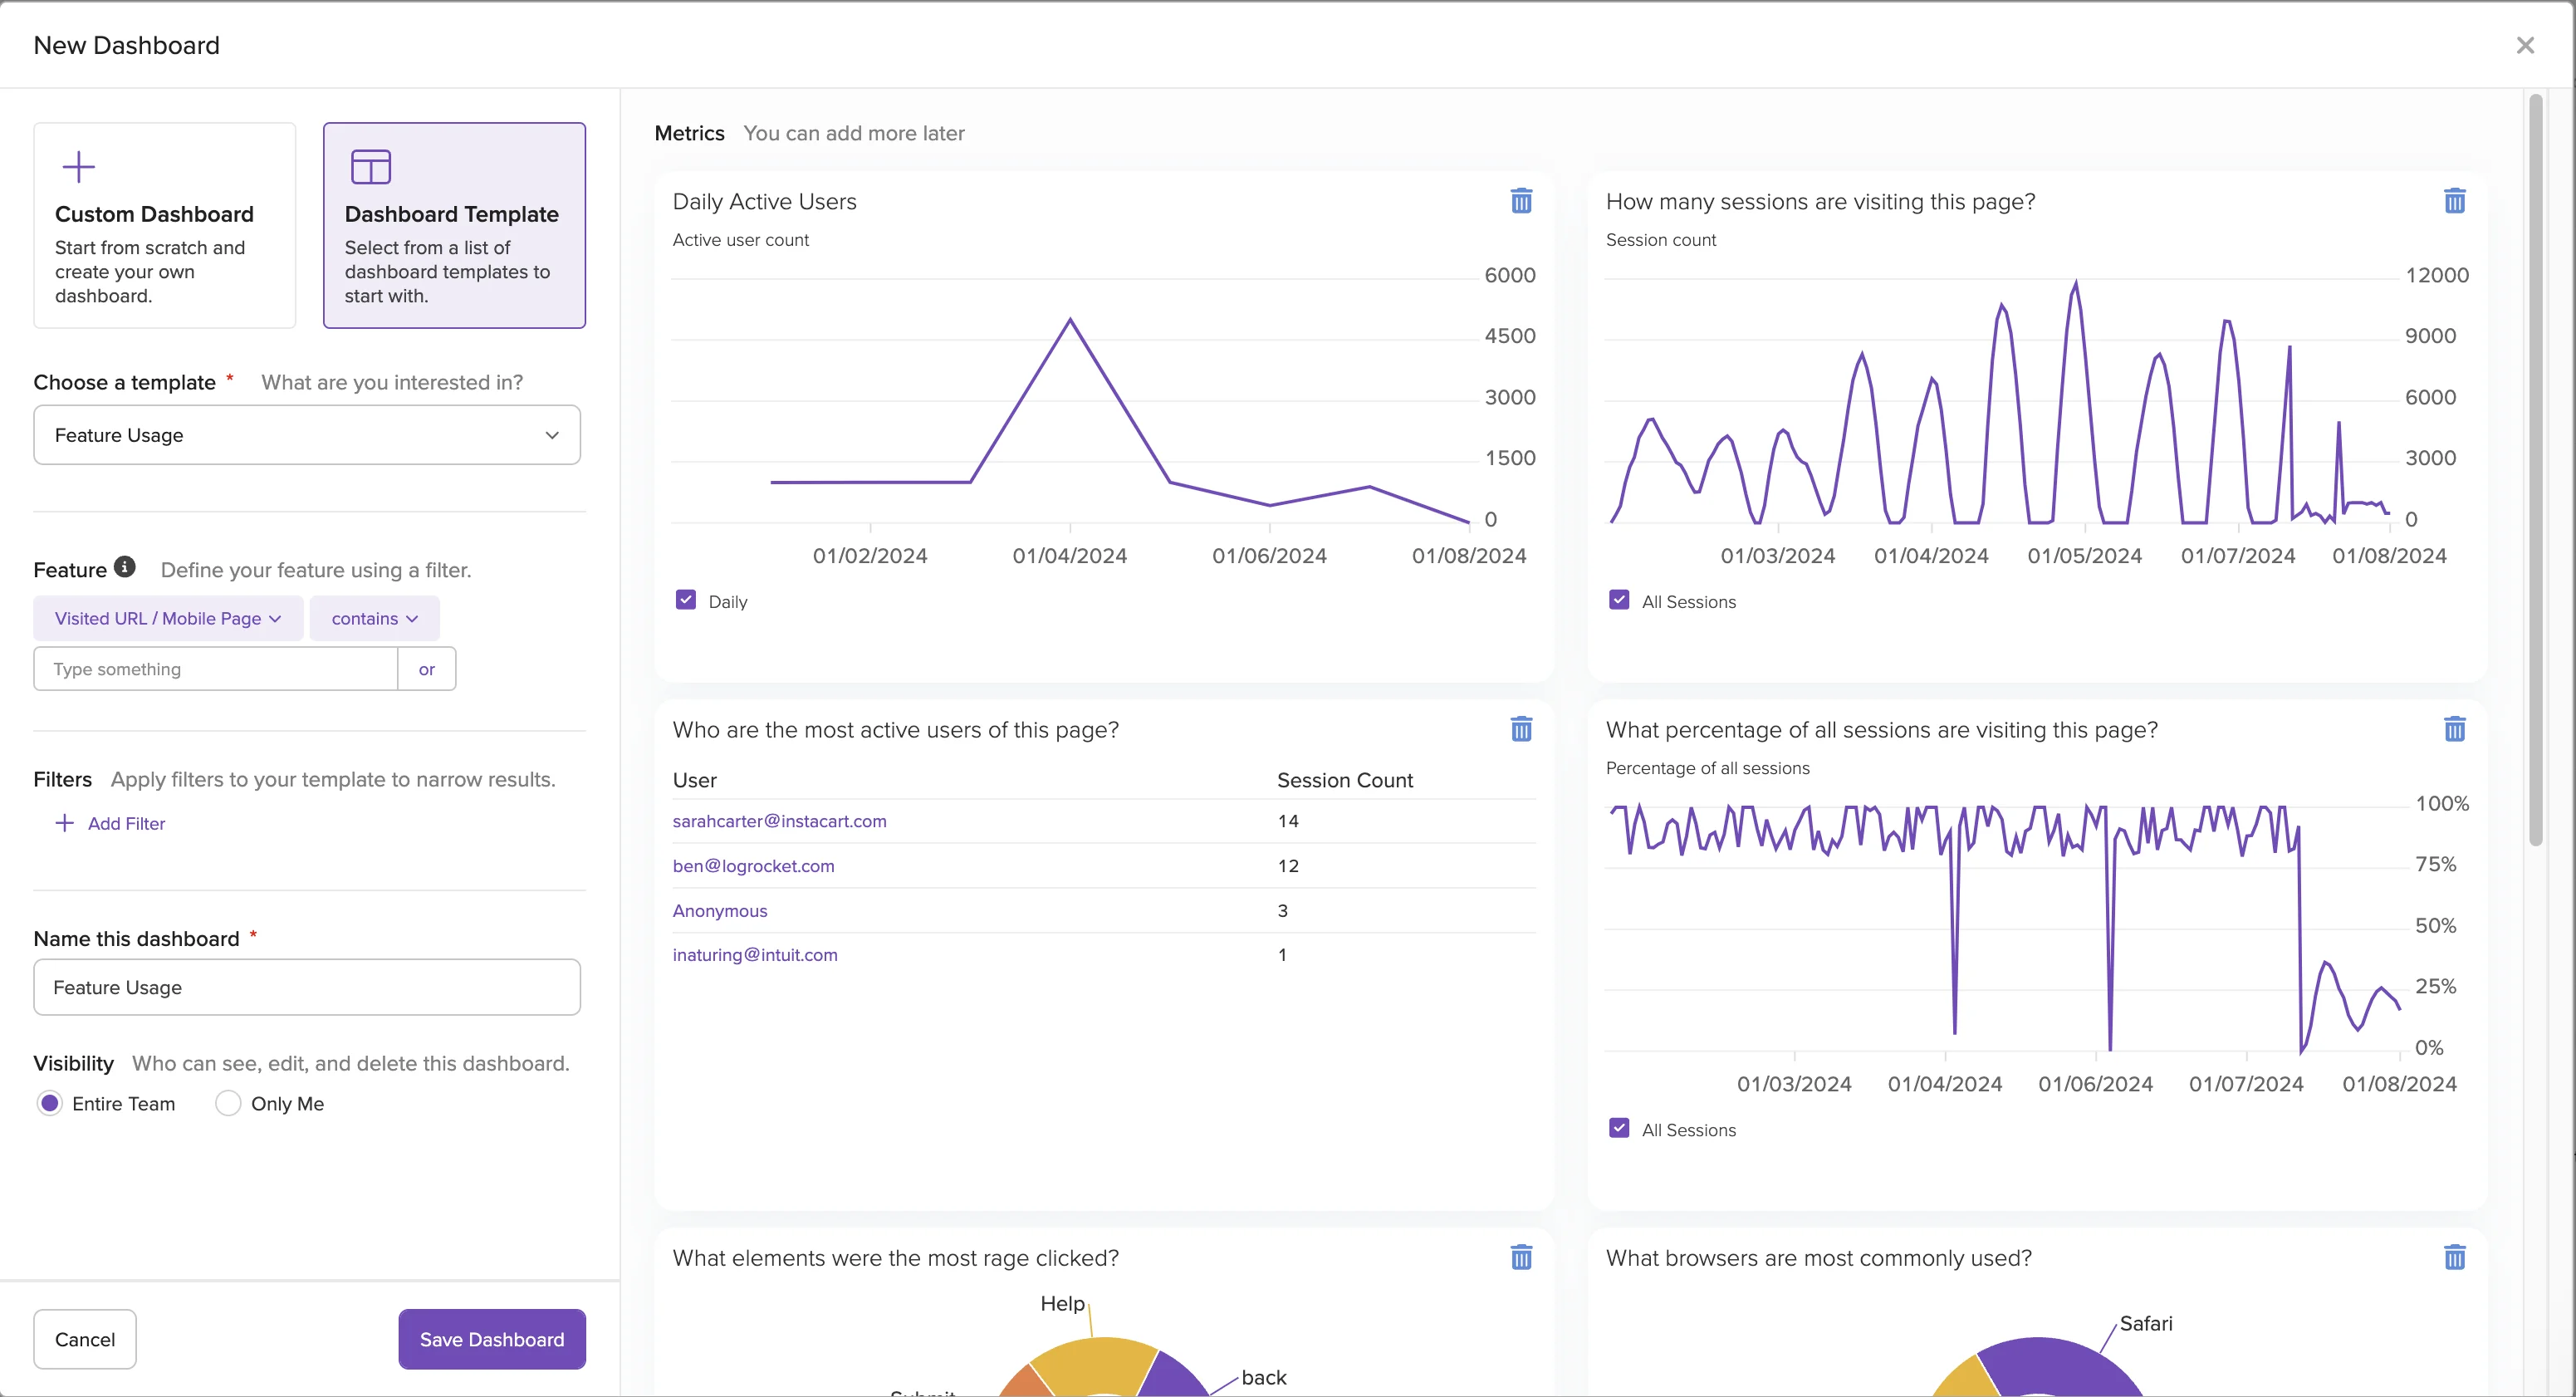 New Dashboard
Custom Dashboard
Start from scratch and
create your own
dashboard.
Dashboard Template
Select from a list of
dashboard templates to
start with.
Choose a template * What are you interested in?
Feature Usage
Feature Define your feature using a filter.
Visited URL / Mobile Page contains
Type something or
Filters Apply filters to your template to narrow results.
Add Filter
Name this dashboard *
Feature Usage
Visibility Who can see, edit, and delete this dashboard.
Entire Team Only Me
Cancel Save Dashboard
Metrics You can add more later
Daily Active Users
Active user count
6000
4500
3000
1500
0
01/02/2024 01/04/2024 01/06/2024 01/08/2024
Daily
How many sessions are visiting this page?
Session count
12000
9000
6000
3000
0
01/03/2024 01/04/2024 01/05/2024 01/07/2024 01/08/2024
All Sessions
Who are the most active users of this page?
User Session Count
sarahcarter@instacart.com 14
ben@logrocket.com 12
Anonymous 3
inaturing@intuit.com 1
What percentage of all sessions are visiting this page?
Percentage of all sessions
100%
75%
50%
25%
0%
01/03/2024 01/04/2024 01/06/2024 01/07/2024 01/08/2024
All Sessions
What elements were the most rage clicked?
Help
back
Submit
What browsers are most commonly used?
Safari